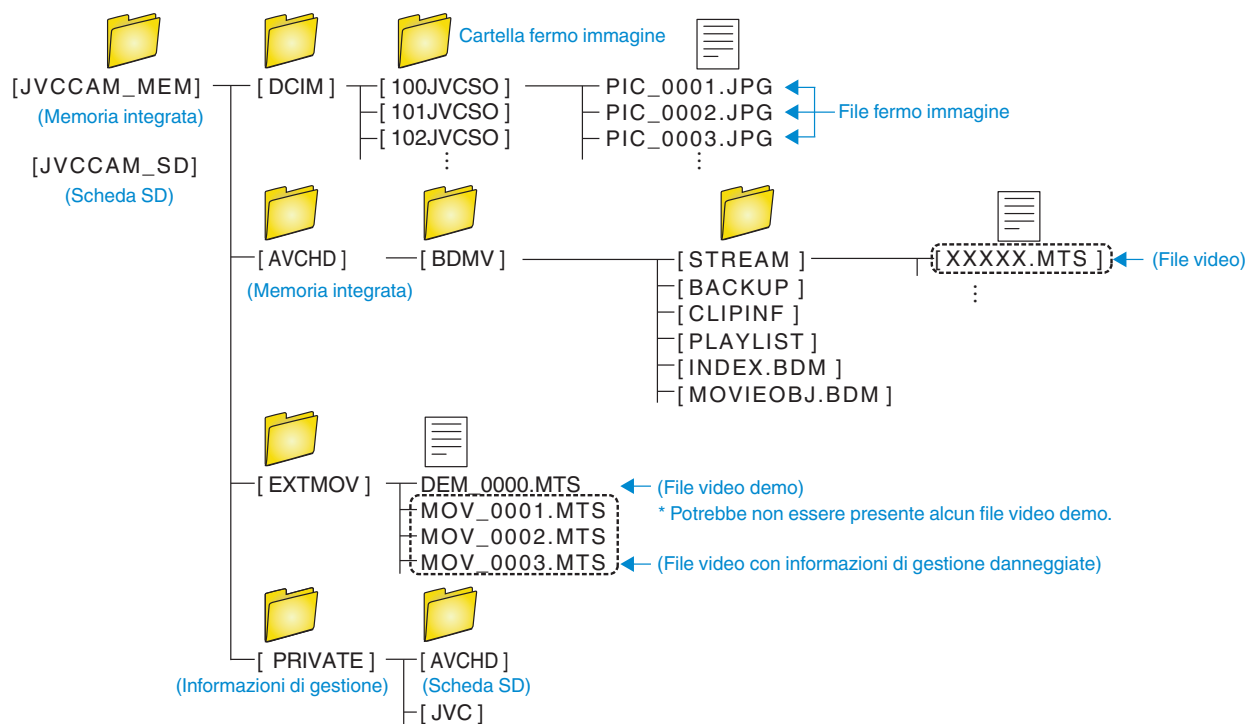 Cartella fermo immagine
[JVCCAM_MEM]
(Memoria integrata)
[JVCCAM_SD]
(Scheda SD)
[DCIM]
[100JVCSO]
[101JVCSO]
[102JVCSO]
PIC_0001.JPG
PIC_0002.JPG
PIC_0003.JPG
File fermo immagine
[AVCHD]
(Memoria integrata)
[BDMV]
[STREAM]
[BACKUP]
[CLIPINF]
[PLAYLIST]
[INDEX.BDM]
[MOVIEOBJ.BDM]
[XXXXX.MTS]
(File video)
[EXTMOV]
DEM_0000.MTS
(File video demo)
* Potrebbe non essere presente alcun file video demo.
MOV_0001.MTS
MOV_0002.MTS
MOV_0003.MTS
(File video con informazioni di gestione danneggiate)
[PRIVATE]
(Informazioni di gestione)
[AVCHD]
(Scheda SD)
[JVC]